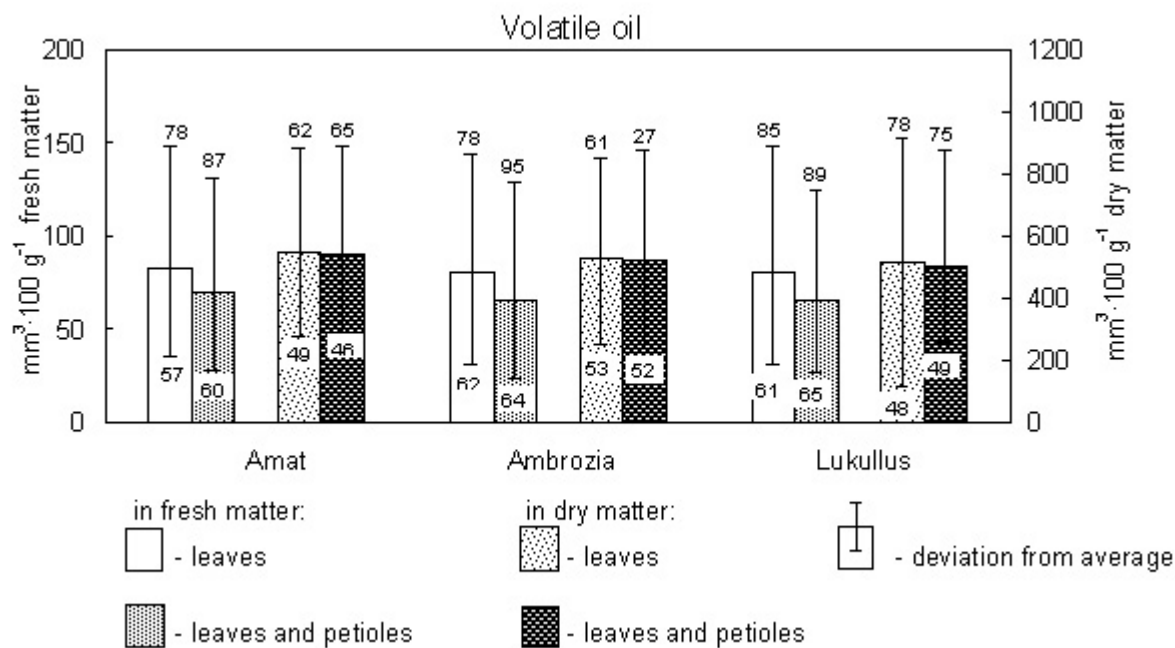 Volatile oil
200
150
100
50
0
mm³·100 g⁻¹ fresh matter
1200
1000
800
600
400
200
0
mm³·100 g⁻¹ dry matter
78 87 62 65 78 95 61 27 85 89 78 75
57 60 49 46 62 64 53 52 61 65 48 49
Amat Ambrozia Lukullus
in fresh matter: in dry matter:
- leaves - leaves - deviation from average
- leaves and petioles - leaves and petioles